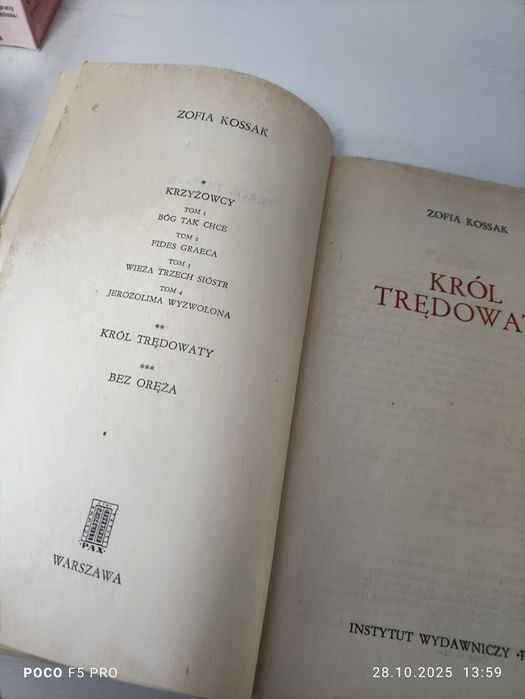 ZOFIA KOSSAK
*
KRZYŻOWCY
TOM 1
BÓG TAK CHCE
TOM 2
FIDES GRAECA
TOM 3
WIEŻA TRZECH SIÓSTR
TOM 4
JEROZOLIMA WYZWOLONA
**
KRÓL TRĘDOWATY
***
BEZ ORĘŻA
·PAX·
WARSZAWA
ZOFIA KOSSAK
KRÓL
TRĘDOWAT
INSTYTUT WYDAWNICZY
POCO F5 PRO
28.10.2025 13:59